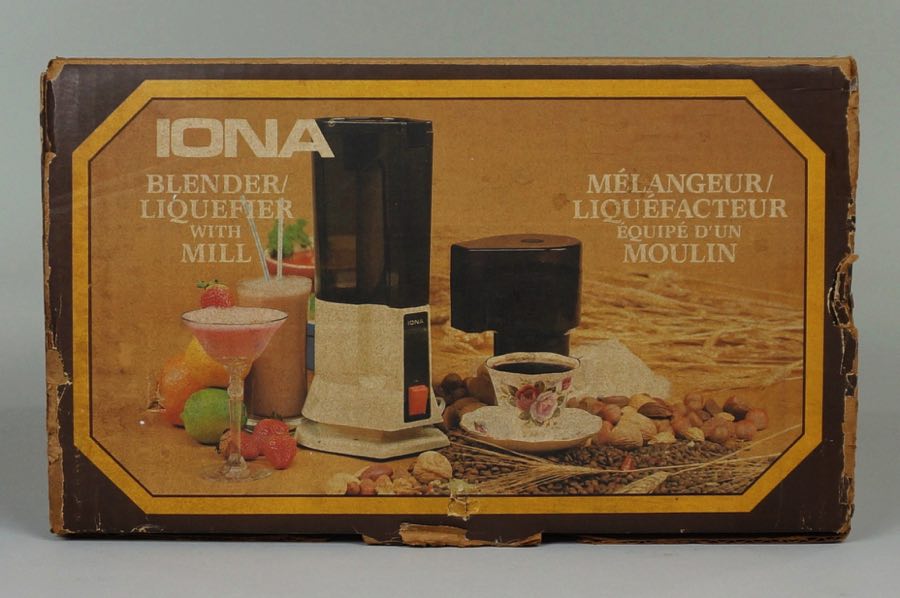 IONA
BLENDER/
LIQUEFIER
WITH
MILL
MÉLANGEUR/
LIQUÉFACTEUR
ÉQUIPÉ D'UN
MOULIN
IONA